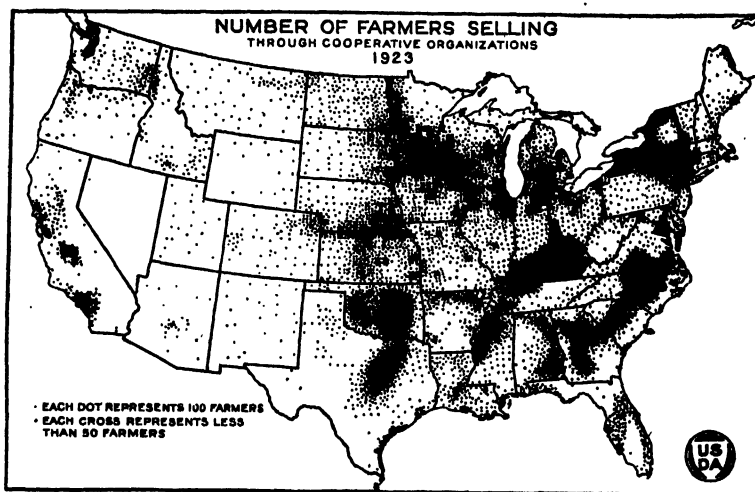 NUMBER OF FARMERS SELLING
THROUGH COOPERATIVE ORGANIZATIONS
1923
• EACH DOT REPRESENTS 100 FARMERS
• EACH CROSS REPRESENTS LESS
THAN 50 FARMERS
US
DA